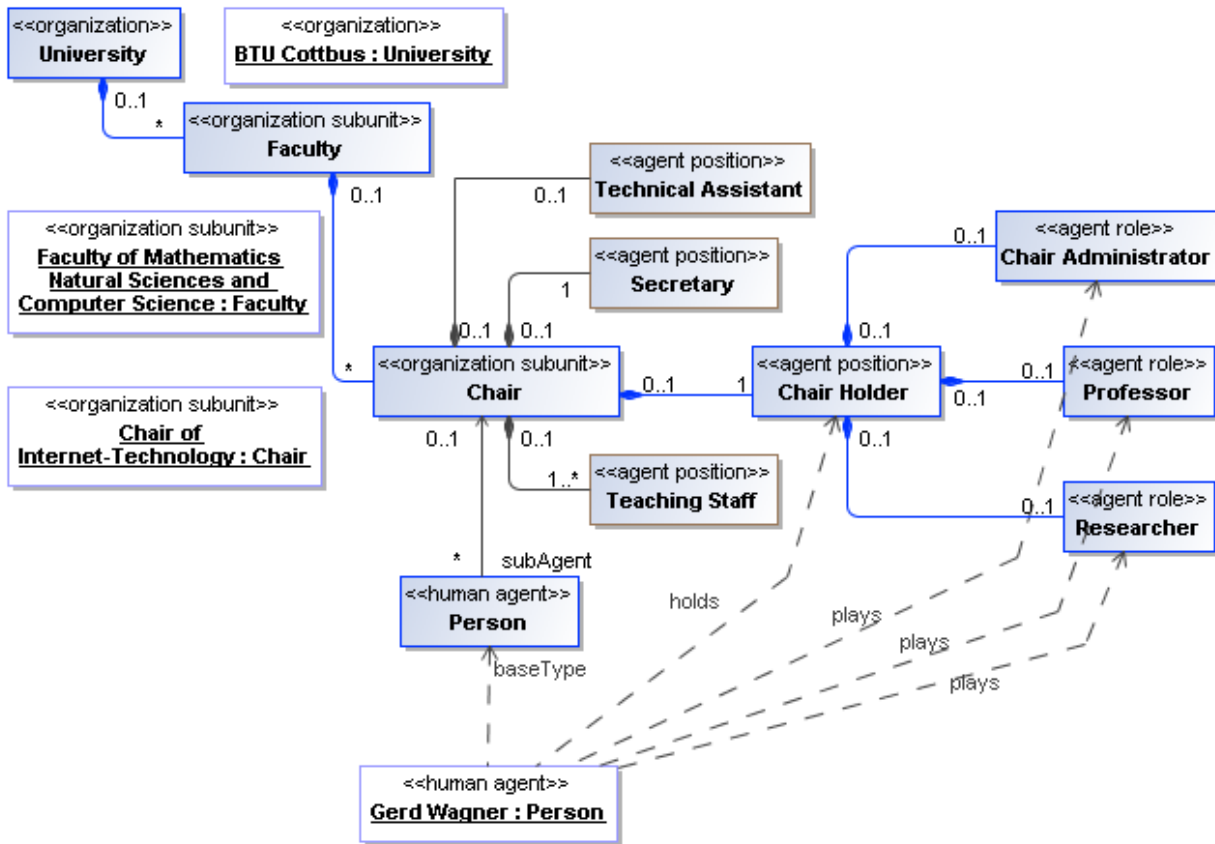 <<organization>>
University
<<organization>>
BTU Cottbus : University
0..1
*
<<organization subunit>>
Faculty
0..1
<<agent position>>
Technical Assistant
0..1
<<organization subunit>>
Faculty of Mathematics
Natural Sciences and
Computer Science : Faculty
<<agent role>>
Chair Administrator
0..1
<<agent position>>
Secretary
1
0..1
0..1
0..1
*
<<organization subunit>>
Chair
0..1
1
<<agent position>>
Chair Holder
0..1
0..1
<<agent role>>
Professor
<<organization subunit>>
Chair of
Internet-Technology : Chair
0..1
0..1
0..1
1..*
<<agent position>>
Teaching Staff
0..1
<<agent role>>
Researcher
*
subAgent
<<human agent>>
Person
holds
plays
plays
plays
baseType
<<human agent>>
Gerd Wagner : Person